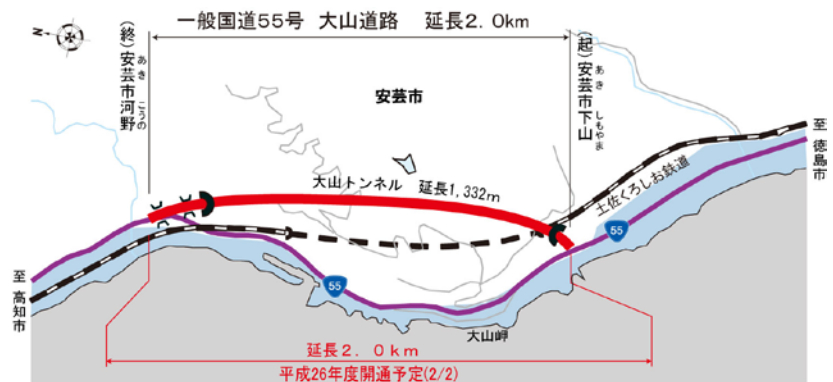 一般国道55号 大山道路 延長2.0km
N
(終)安芸市河野
あき こうの
安芸市
(起)安芸市下山
あき しもやま
至 徳島市
大山トンネル 延長1,332m
土佐くろしお鉄道
55
55
至 高知市
大山岬
延長2.0km
平成26年度開通予定(2/2)